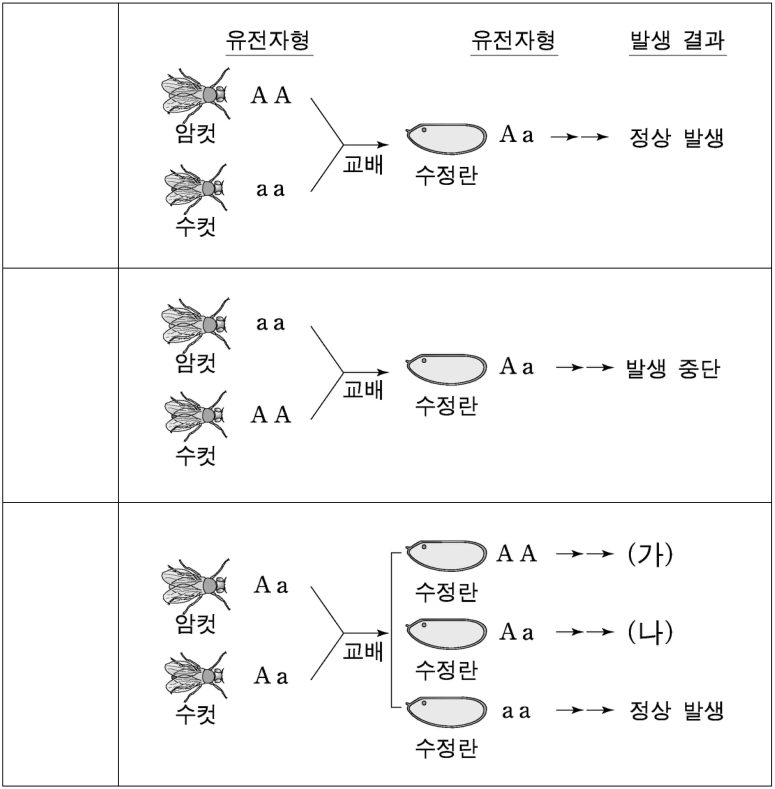 유전자형 유전자형 발생 결과
A A
암컷
A a 정상 발생
교배
수정란
a a
수컷
a a
암컷
A a 발생 중단
교배
수정란
A A
수컷
A A (가)
수정란
A a
암컷
A a (나)
교배
수정란
A a
수컷
a a 정상 발생
수정란